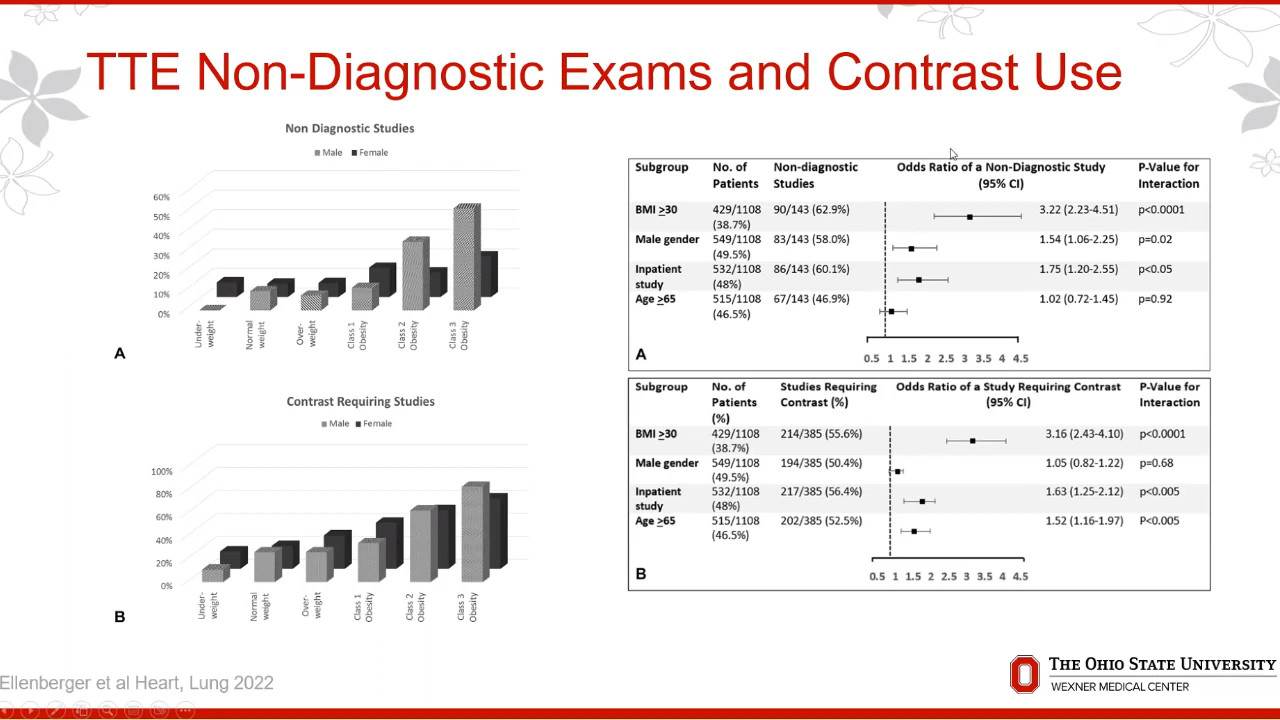 TTE Non-Diagnostic Exams and Contrast Use
Non Diagnostic Studies
Male Female
60%
50%
40%
30%
20%
10%
0%
Under-
weight
Normal
weight
Over-
weight
Class 1
Obesity
Class 2
Obesity
Class 3
Obesity
A
Contrast Requiring Studies
Male Female
100%
80%
60%
40%
20%
0%
Under-
weight
Normal
weight
Over-
weight
Class 1
Obesity
Class 2
Obesity
Class 3
Obesity
B
Subgroup No. of Non-diagnostic Odds Ratio of a Non-Diagnostic Study P-Value for
Patients Studies (95% CI) Interaction
BMI ≥30 429/1108 90/143 (62.9%) 3.22 (2.23-4.51) p<0.0001
(38.7%)
Male gender 549/1108 83/143 (58.0%) 1.54 (1.06-2.25) p=0.02
(49.5%)
Inpatient 532/1108 86/143 (60.1%) 1.75 (1.20-2.55) p<0.05
study (48%)
Age ≥65 515/1108 67/143 (46.9%) 1.02 (0.72-1.45) p=0.92
(46.5%)
A 0.5 1 1.5 2 2.5 3 3.5 4 4.5
Subgroup No. of Studies Requiring Odds Ratio of a Study Requiring Contrast P-Value for
Patients Contrast (%) (95% CI) Interaction
(%)
BMI ≥30 429/1108 214/385 (55.6%) 3.16 (2.43-4.10) p<0.0001
(38.7%)
Male gender 549/1108 194/385 (50.4%) 1.05 (0.82-1.22) p=0.68
(49.5%)
Inpatient 532/1108 217/385 (56.4%) 1.63 (1.25-2.12) p<0.005
study (48%)
Age ≥65 515/1108 202/385 (52.5%) 1.52 (1.16-1.97) P<0.005
(46.5%)
B 0.5 1 1.5 2 2.5 3 3.5 4 4.5
Ellenberger et al Heart, Lung 2022
THE OHIO STATE UNIVERSITY
WEXNER MEDICAL CENTER